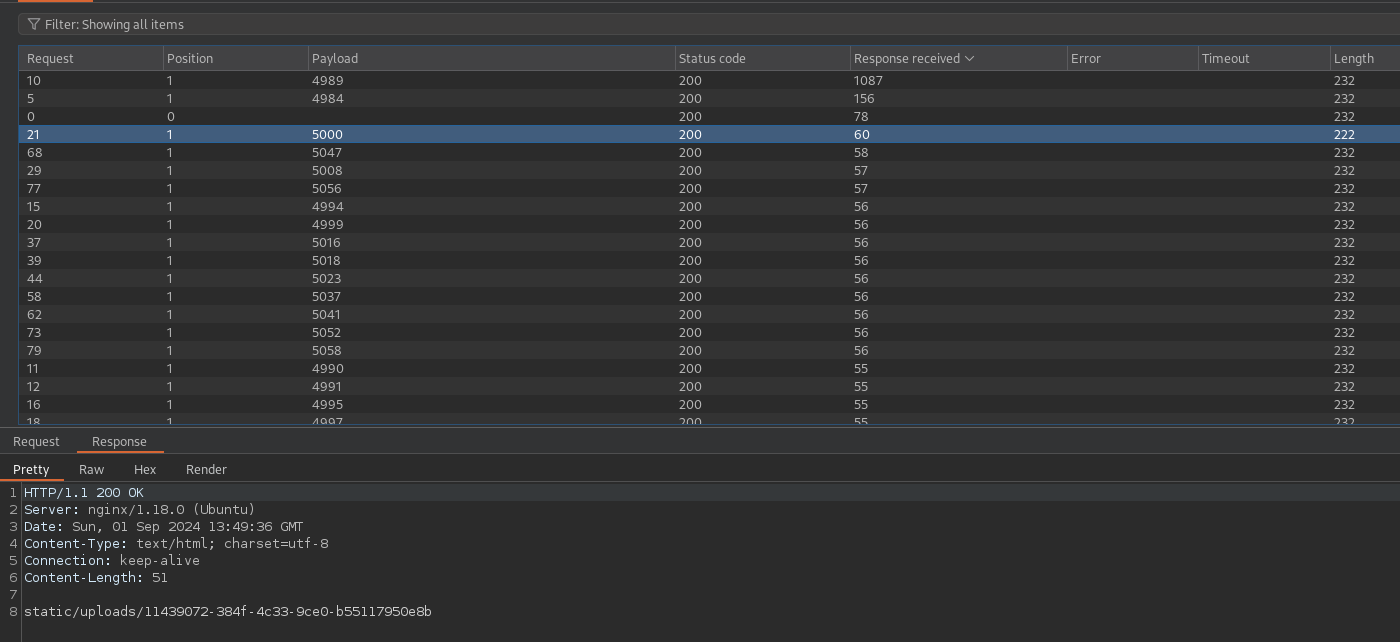 Filter: Showing all items
Request Position Payload Status code Response received Error Timeout Length
10 1 4989 200 1087 232
5 1 4984 200 156 232
0 0 200 78 232
21 1 5000 200 60 222
68 1 5047 200 58 232
29 1 5008 200 57 232
77 1 5056 200 57 232
15 1 4994 200 56 232
20 1 4999 200 56 232
37 1 5016 200 56 232
39 1 5018 200 56 232
44 1 5023 200 56 232
58 1 5037 200 56 232
62 1 5041 200 56 232
73 1 5052 200 56 232
79 1 5058 200 56 232
11 1 4990 200 55 232
12 1 4991 200 55 232
16 1 4995 200 55 232
18 1 4997 200 55 232
Request Response
Pretty Raw Hex Render
1 HTTP/1.1 200 OK
2 Server: nginx/1.18.0 (Ubuntu)
3 Date: Sun, 01 Sep 2024 13:49:36 GMT
4 Content-Type: text/html; charset=utf-8
5 Connection: keep-alive
6 Content-Length: 51
7
8 static/uploads/11439072-384f-4c33-9ce0-b55117950e8b